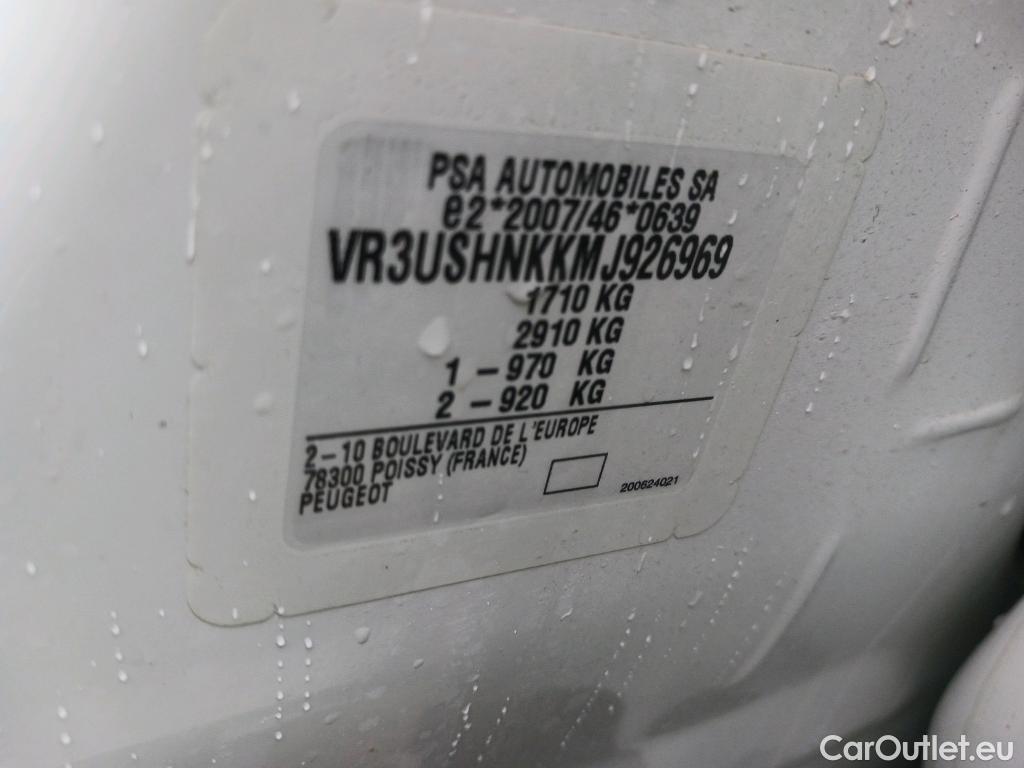 PSA AUTOMOBILES SA
e2*2007/46*0639
VR3USHNKKMJ926969
1710 KG
2910 KG
1 – 970 KG
2 – 920 KG
2–10 BOULEVARD DE L'EUROPE
78300 POISSY (FRANCE)
PEUGEOT
200624021
CarOutlet.eu